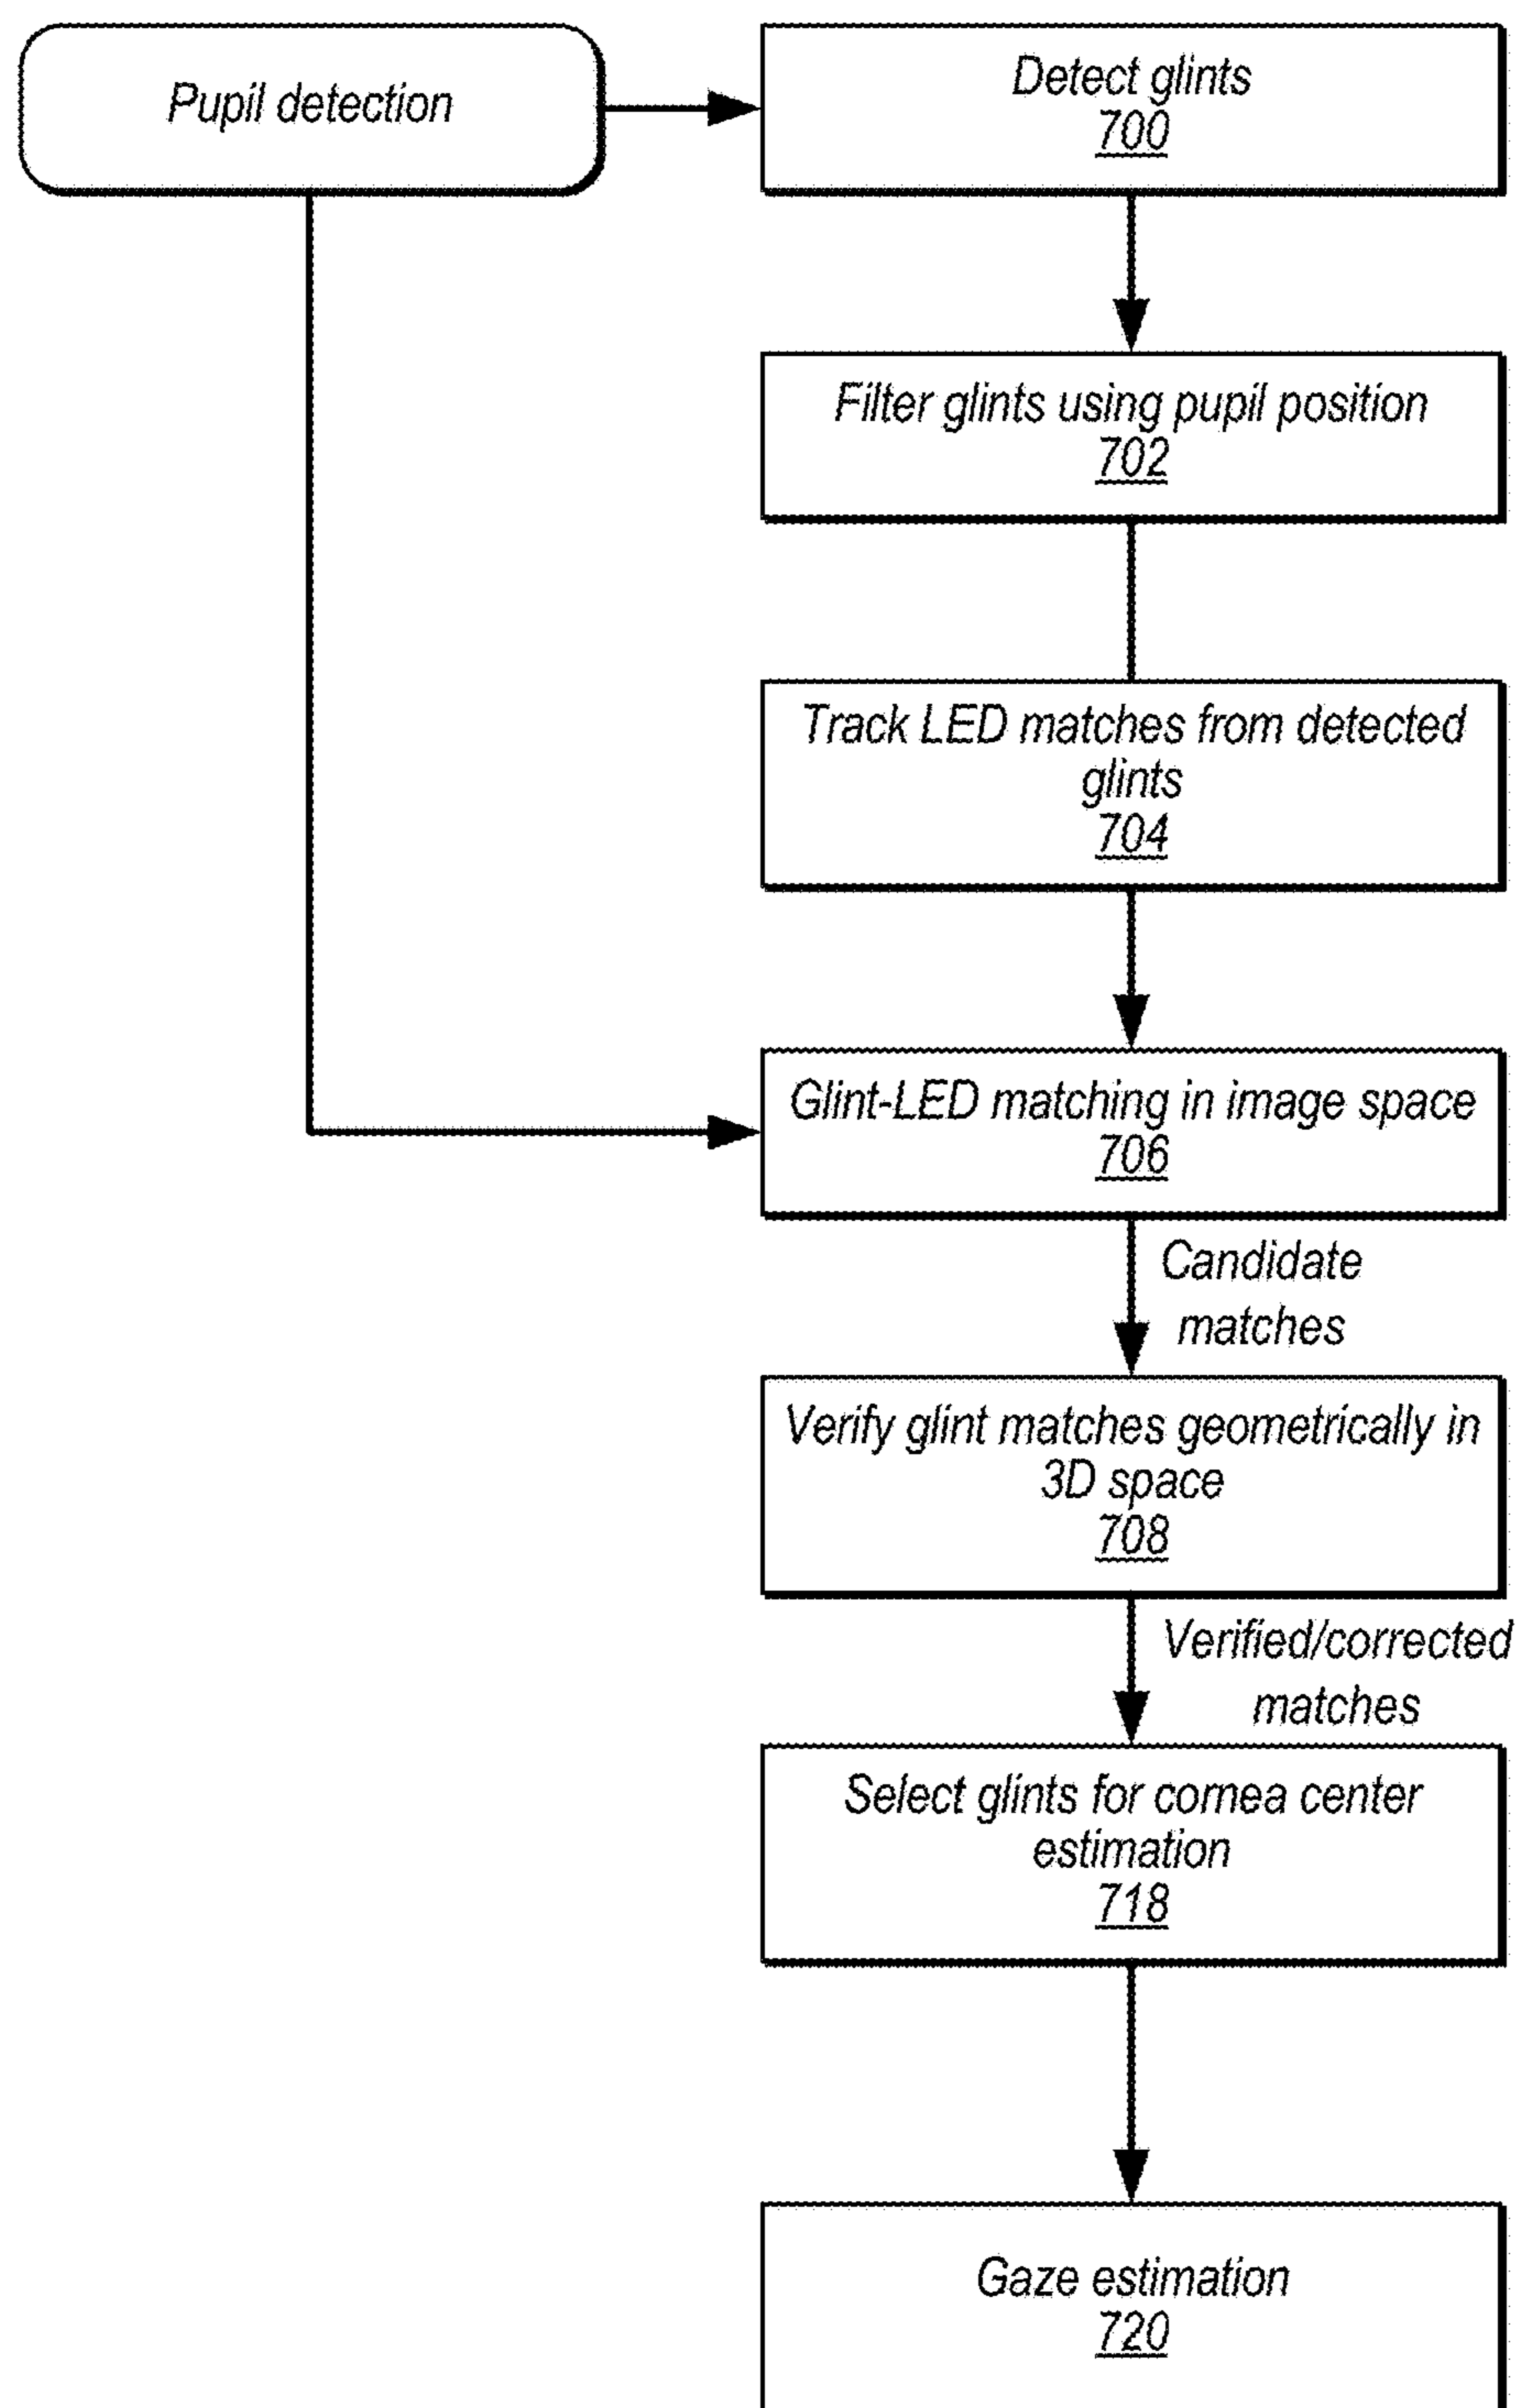 Pupil detection
Detect glints
700
Filter glints using pupil position
702
Track LED matches from detected
glints
704
Glint-LED matching in image space
706
Candidate
matches
Verify glint matches geometrically in
3D space
708
Verified/corrected
matches
Select glints for cornea center
estimation
718
Gaze estimation
720